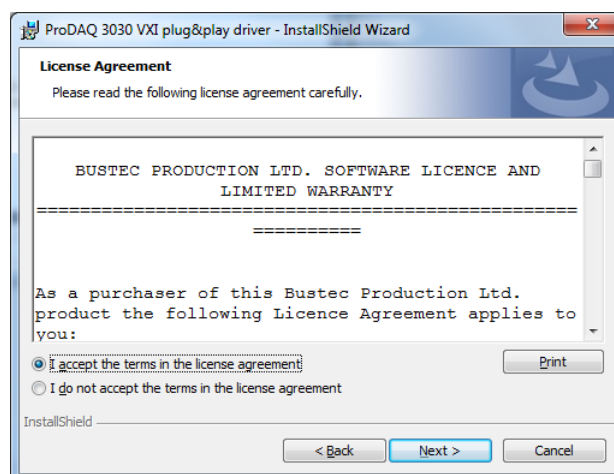 ProDAQ 3030 VXI plug&play driver - InstallShield Wizard
License Agreement
Please read the following license agreement carefully.
BUSTEC PRODUCTION LTD. SOFTWARE LICENCE AND
LIMITED WARRANTY
====================================================
==========
As a purchaser of this Bustec Production Ltd.
product the following Licence Agreement applies to
you:
I accept the terms in the license agreement
Print
I do not accept the terms in the license agreement
InstallShield
< Back
Next >
Cancel